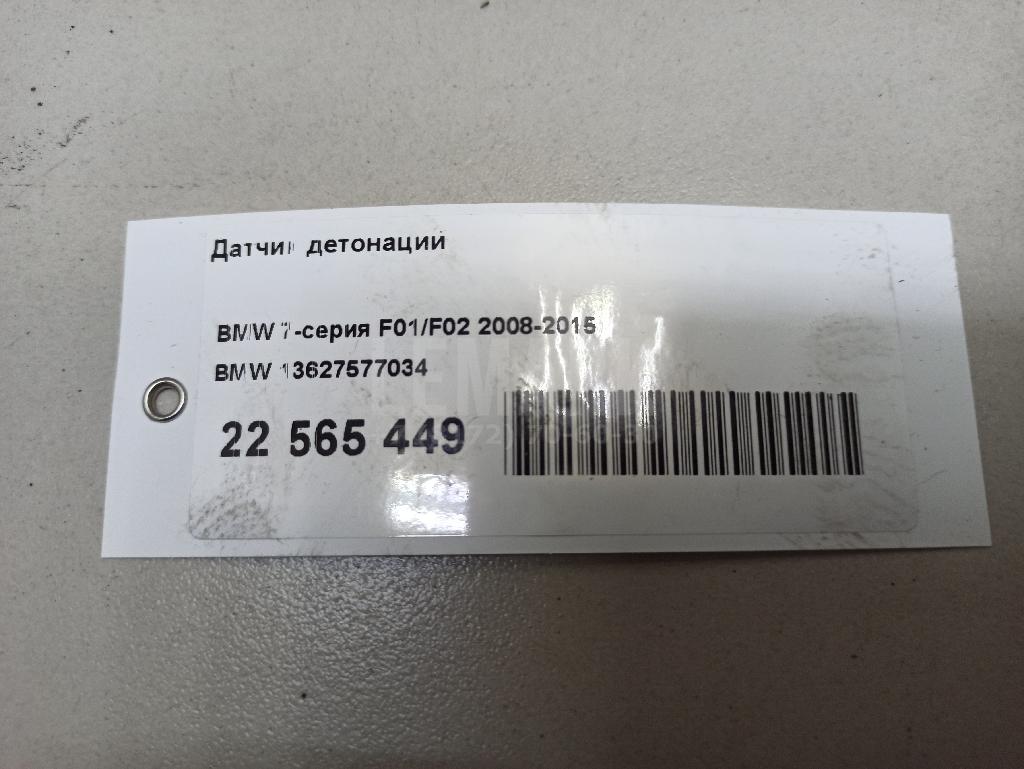 Датчик детонации
BMW 7-серия F01/F02 2008-2015
BMW 13627577034
22 565 449